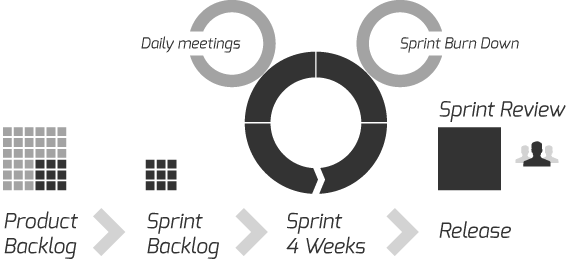 Daily meetings
Sprint Burn Down
Sprint Review
Product
Backlog
Sprint
Backlog
Sprint
4 Weeks
Release